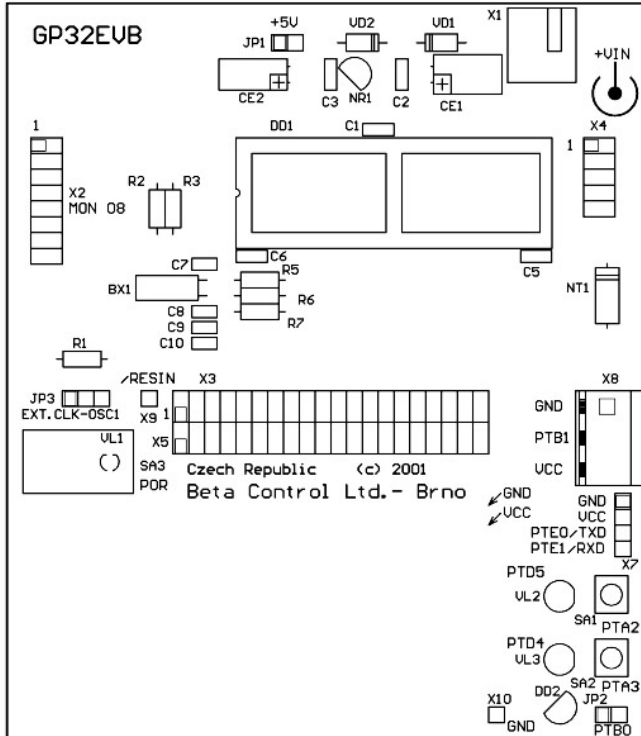 GP32EVB
+5V
JP1
VD2
VD1
X1
+VIN
CE2
C3
NR1
C2
CE1
1
DD1
C1
X4
1
X2
MON 08
R2
R3
C6
C5
C7
R5
BX1
R6
NT1
C8
C9
R7
C10
R1
/RESIN
X3
X8
JP3
EXT.CLK-OSC1
X9
1
GND
VL1
X5
PTB1
SA3
POR
Czech Republic (c) 2001
VCC
Beta Control Ltd.- Brno
GND
GND
VCC
VCC
PTE0/TXD
PTE1/RXD
X7
PTD5
VL2
SA1
PTA2
PTD4
VL3
SA2
PTA3
X10
DD2
JP2
GND
PTB0